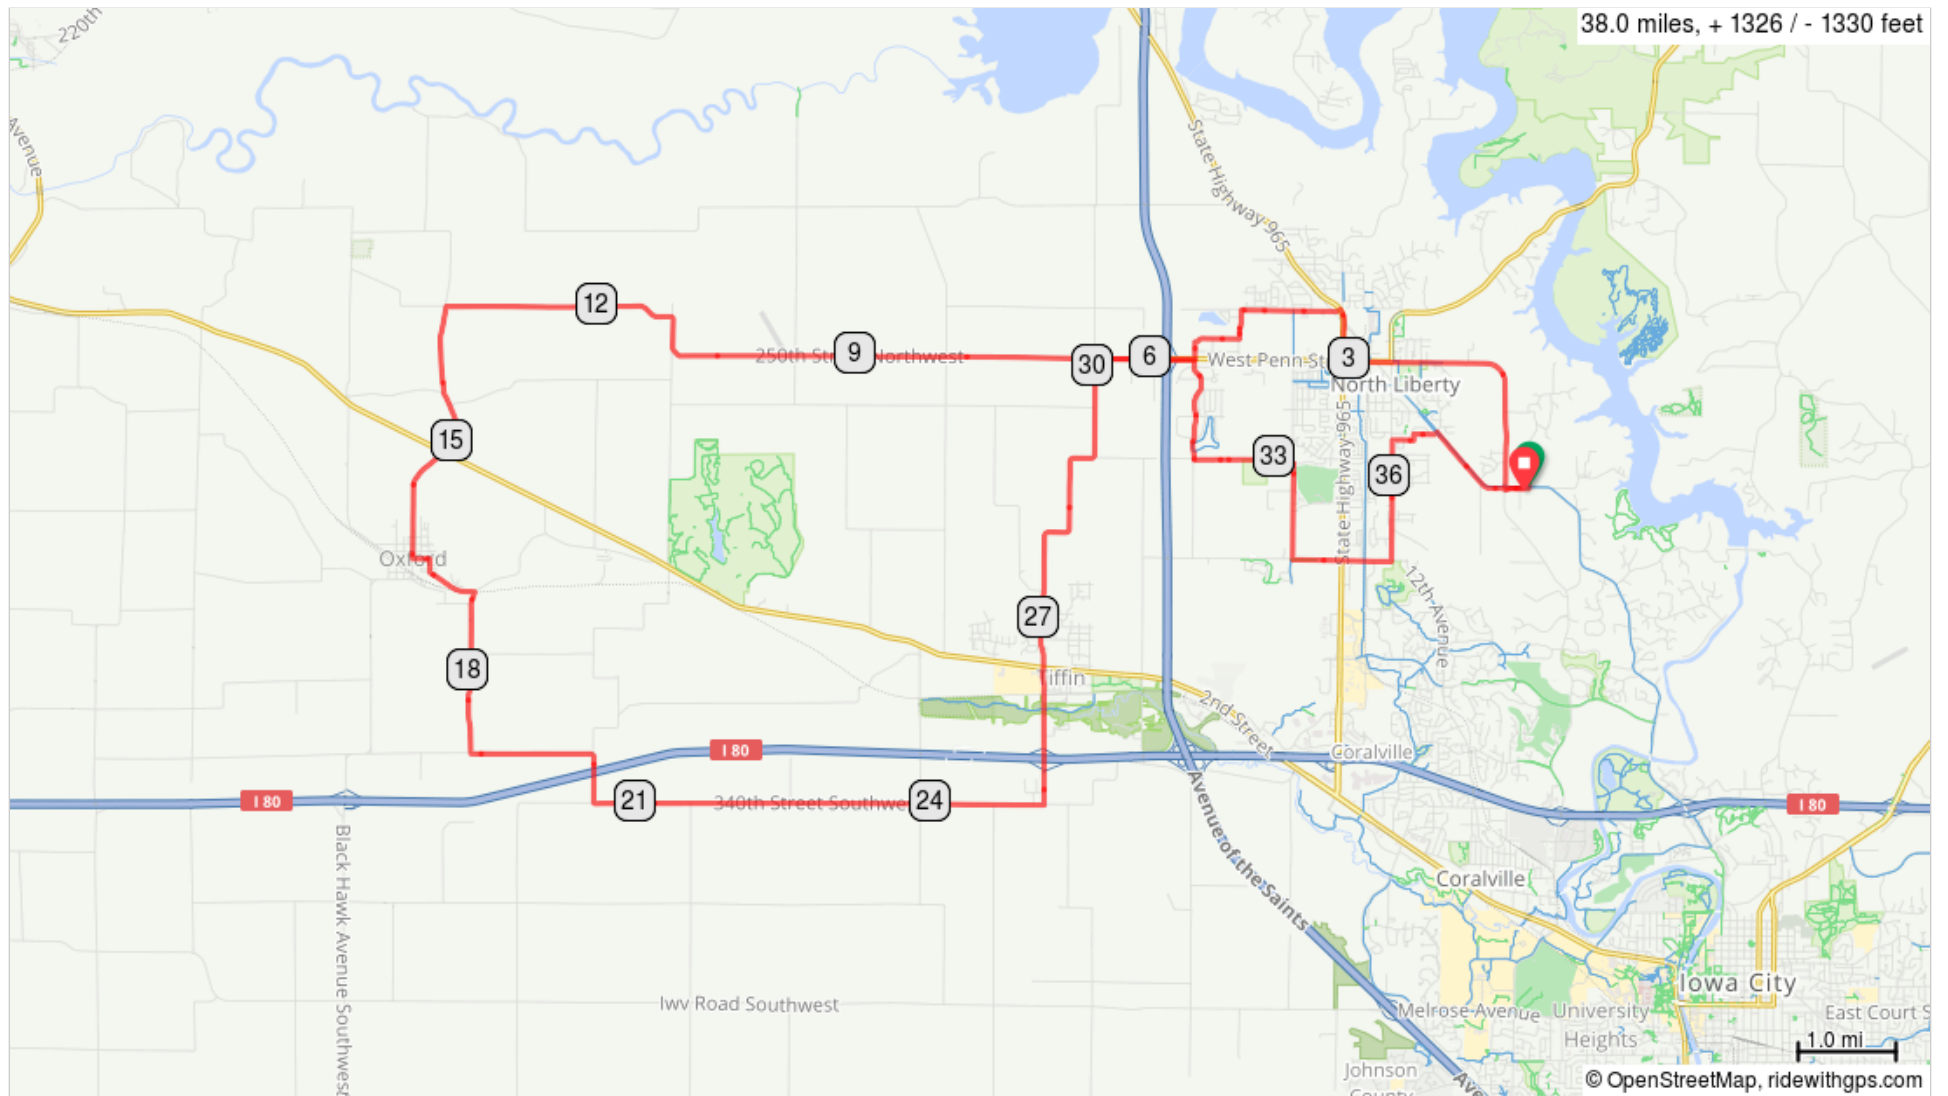 38.0 miles, + 1326 / - 1330 feet
220th
Avenue
State Highway 965
12
9
250th Street Northwest
30
6
West Penn St
3
North Liberty
15
33
36
State Highway 965
Oxford
12th Avenue
27
18
Tiffin
2nd Street
I 80
Coralville
I 80
21
340th Street Southwe
24
I 80
Black Hawk Avenue Southwest
Avenue of the Saints
Coralville
Iowa City
Iwv Road Southwest
Melrose Avenue
University
Heights
East Court S
1.0 mi
Johnson
County
Ave
© OpenStreetMap, ridewithgps.com